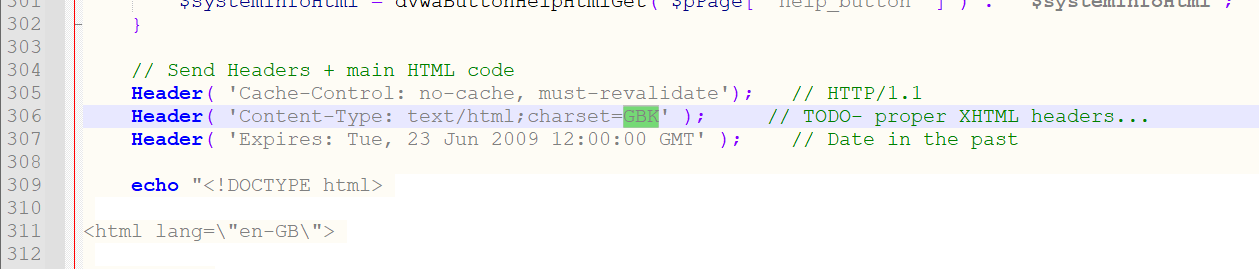 301 $systemInfoHtml = dvwaButtonHelpHtmlGet( $pPage[ 'help_button' ] ) . " $systemInfoHtml";
302 }
303
304 // Send Headers + main HTML code
305 Header( 'Cache-Control: no-cache, must-revalidate'); // HTTP/1.1
306 Header( 'Content-Type: text/html;charset=GBK' ); // TODO- proper XHTML headers...
307 Header( 'Expires: Tue, 23 Jun 2009 12:00:00 GMT' ); // Date in the past
308
309 echo "<!DOCTYPE html>
310
311 <html lang=\"en-GB\">
312